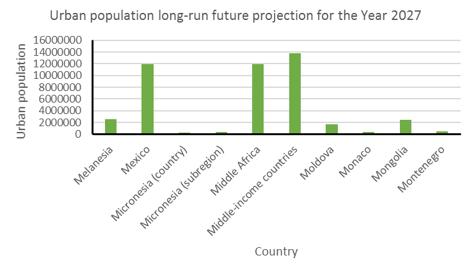 Urban population long-run future projection for the Year 2027
Urban population
16000000
14000000
12000000
10000000
8000000
6000000
4000000
2000000
0
Melanesia
Mexico
Micronesia (country)
Micronesia (subregion)
Middle Africa
Middle-income countries
Moldova
Monaco
Mongolia
Montenegro
Country